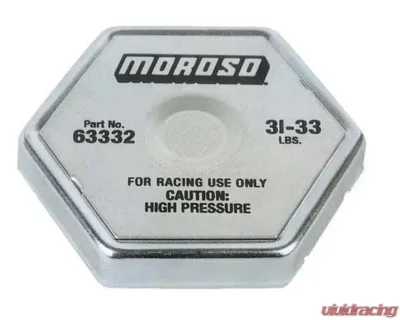 MOROSO
Part No.
63332
31-33
LBS.
FOR RACING USE ONLY
CAUTION:
HIGH PRESSURE
vividracing